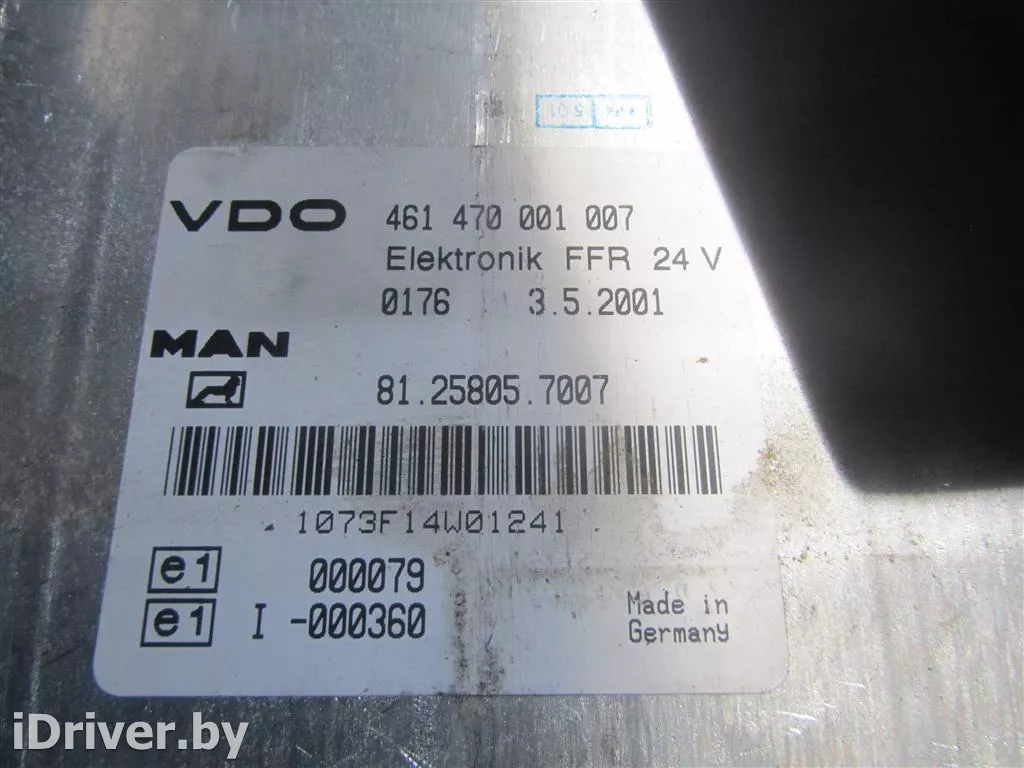 VDO 461 470 001 007
Elektronik FFR 24 V
0176 3.5.2001
MAN
81.25805.7007
1073F14W01241
e1 000079
e1 I -000360
Made in
Germany
iDriver.by